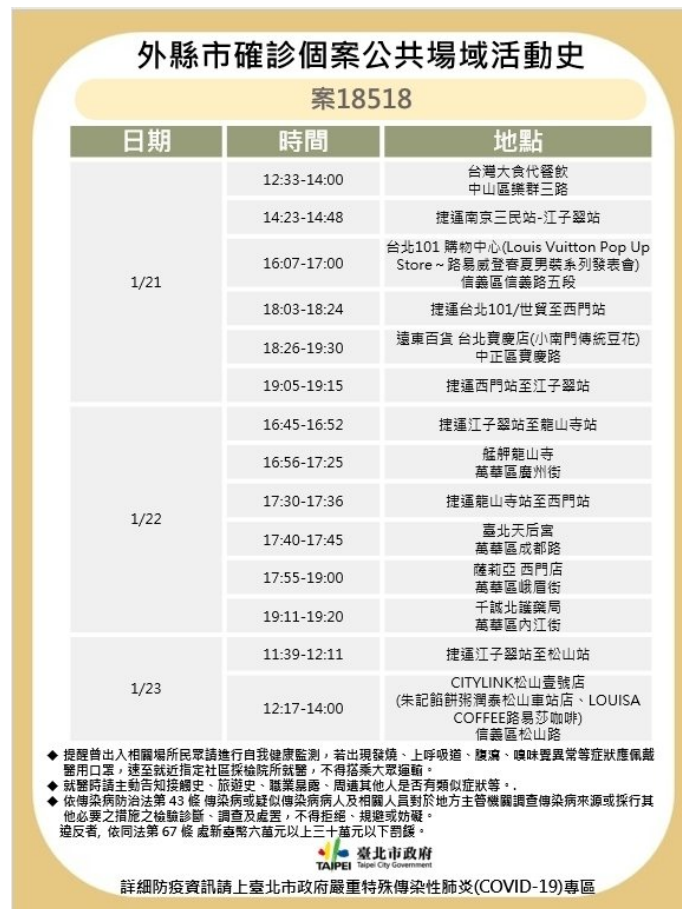 外縣市確診個案公共場域活動史
案18518
日期 時間 地點
1/21
12:33-14:00
台灣大食代餐飲
中山區樂群三路
14:23-14:48
捷運南京三民站-江子翠站
16:07-17:00
台北101 購物中心(Louis Vuitton Pop Up
Store～路易威登春夏男裝系列發表會)
信義區信義路五段
18:03-18:24
捷運台北101/世貿至西門站
18:26-19:30
遠東百貨 台北寶慶店(小南門傳統豆花)
中正區寶慶路
19:05-19:15
捷運西門站至江子翠站
1/22
16:45-16:52
捷運江子翠站至龍山寺站
16:56-17:25
艋舺龍山寺
萬華區廣州街
17:30-17:36
捷運龍山寺站至西門站
17:40-17:45
臺北天后宮
萬華區成都路
17:55-19:00
薩莉亞 西門店
萬華區峨眉街
19:11-19:20
千誠北護藥局
萬華區內江街
1/23
11:39-12:11
捷運江子翠站至松山站
12:17-14:00
CITYLINK松山壹號店
(朱記餡餅粥潤泰松山車站店、LOUISA
COFFEE路易莎咖啡)
信義區松山路
◆ 提醒曾出入相關場所民眾請進行自我健康監測，若出現發燒、上呼吸道、腹瀉、嗅味覺異常等症狀應佩戴
醫用口罩，速至就近指定社區採檢院所就醫，不得搭乘大眾運輸。
◆ 就醫時請主動告知接觸史、旅遊史、職業暴露、周遭其他人是否有類似症狀等。.
◆ 依傳染病防治法第 43 條 傳染病或疑似傳染病病人及相關人員對於地方主管機關調查傳染病來源或採行其
他必要之措施之檢驗診斷、調查及處置，不得拒絕、規避或妨礙。
違反者, 依同法第 67 條 處新臺幣六萬元以上三十萬元以下罰鍰。
TAIPEI 臺北市政府
Taipei City Government
詳細防疫資訊請上臺北市政府嚴重特殊傳染性肺炎(COVID-19)專區